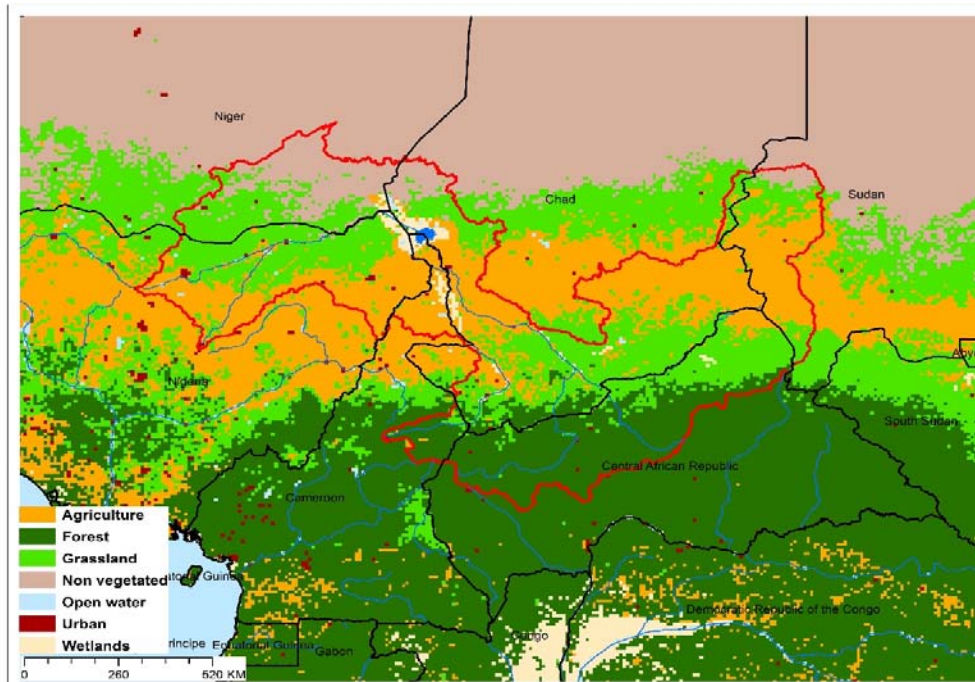 Niger
Chad
Sudan
Nigeria
South Sudan
Central African Republic
Cameroon
Agriculture
Forest
Grassland
Non vegetated
Open water
Urban
Wetlands
Equatorial Guinea
Gabon
Congo
Democratic Republic of the Congo
0 260 520 KM